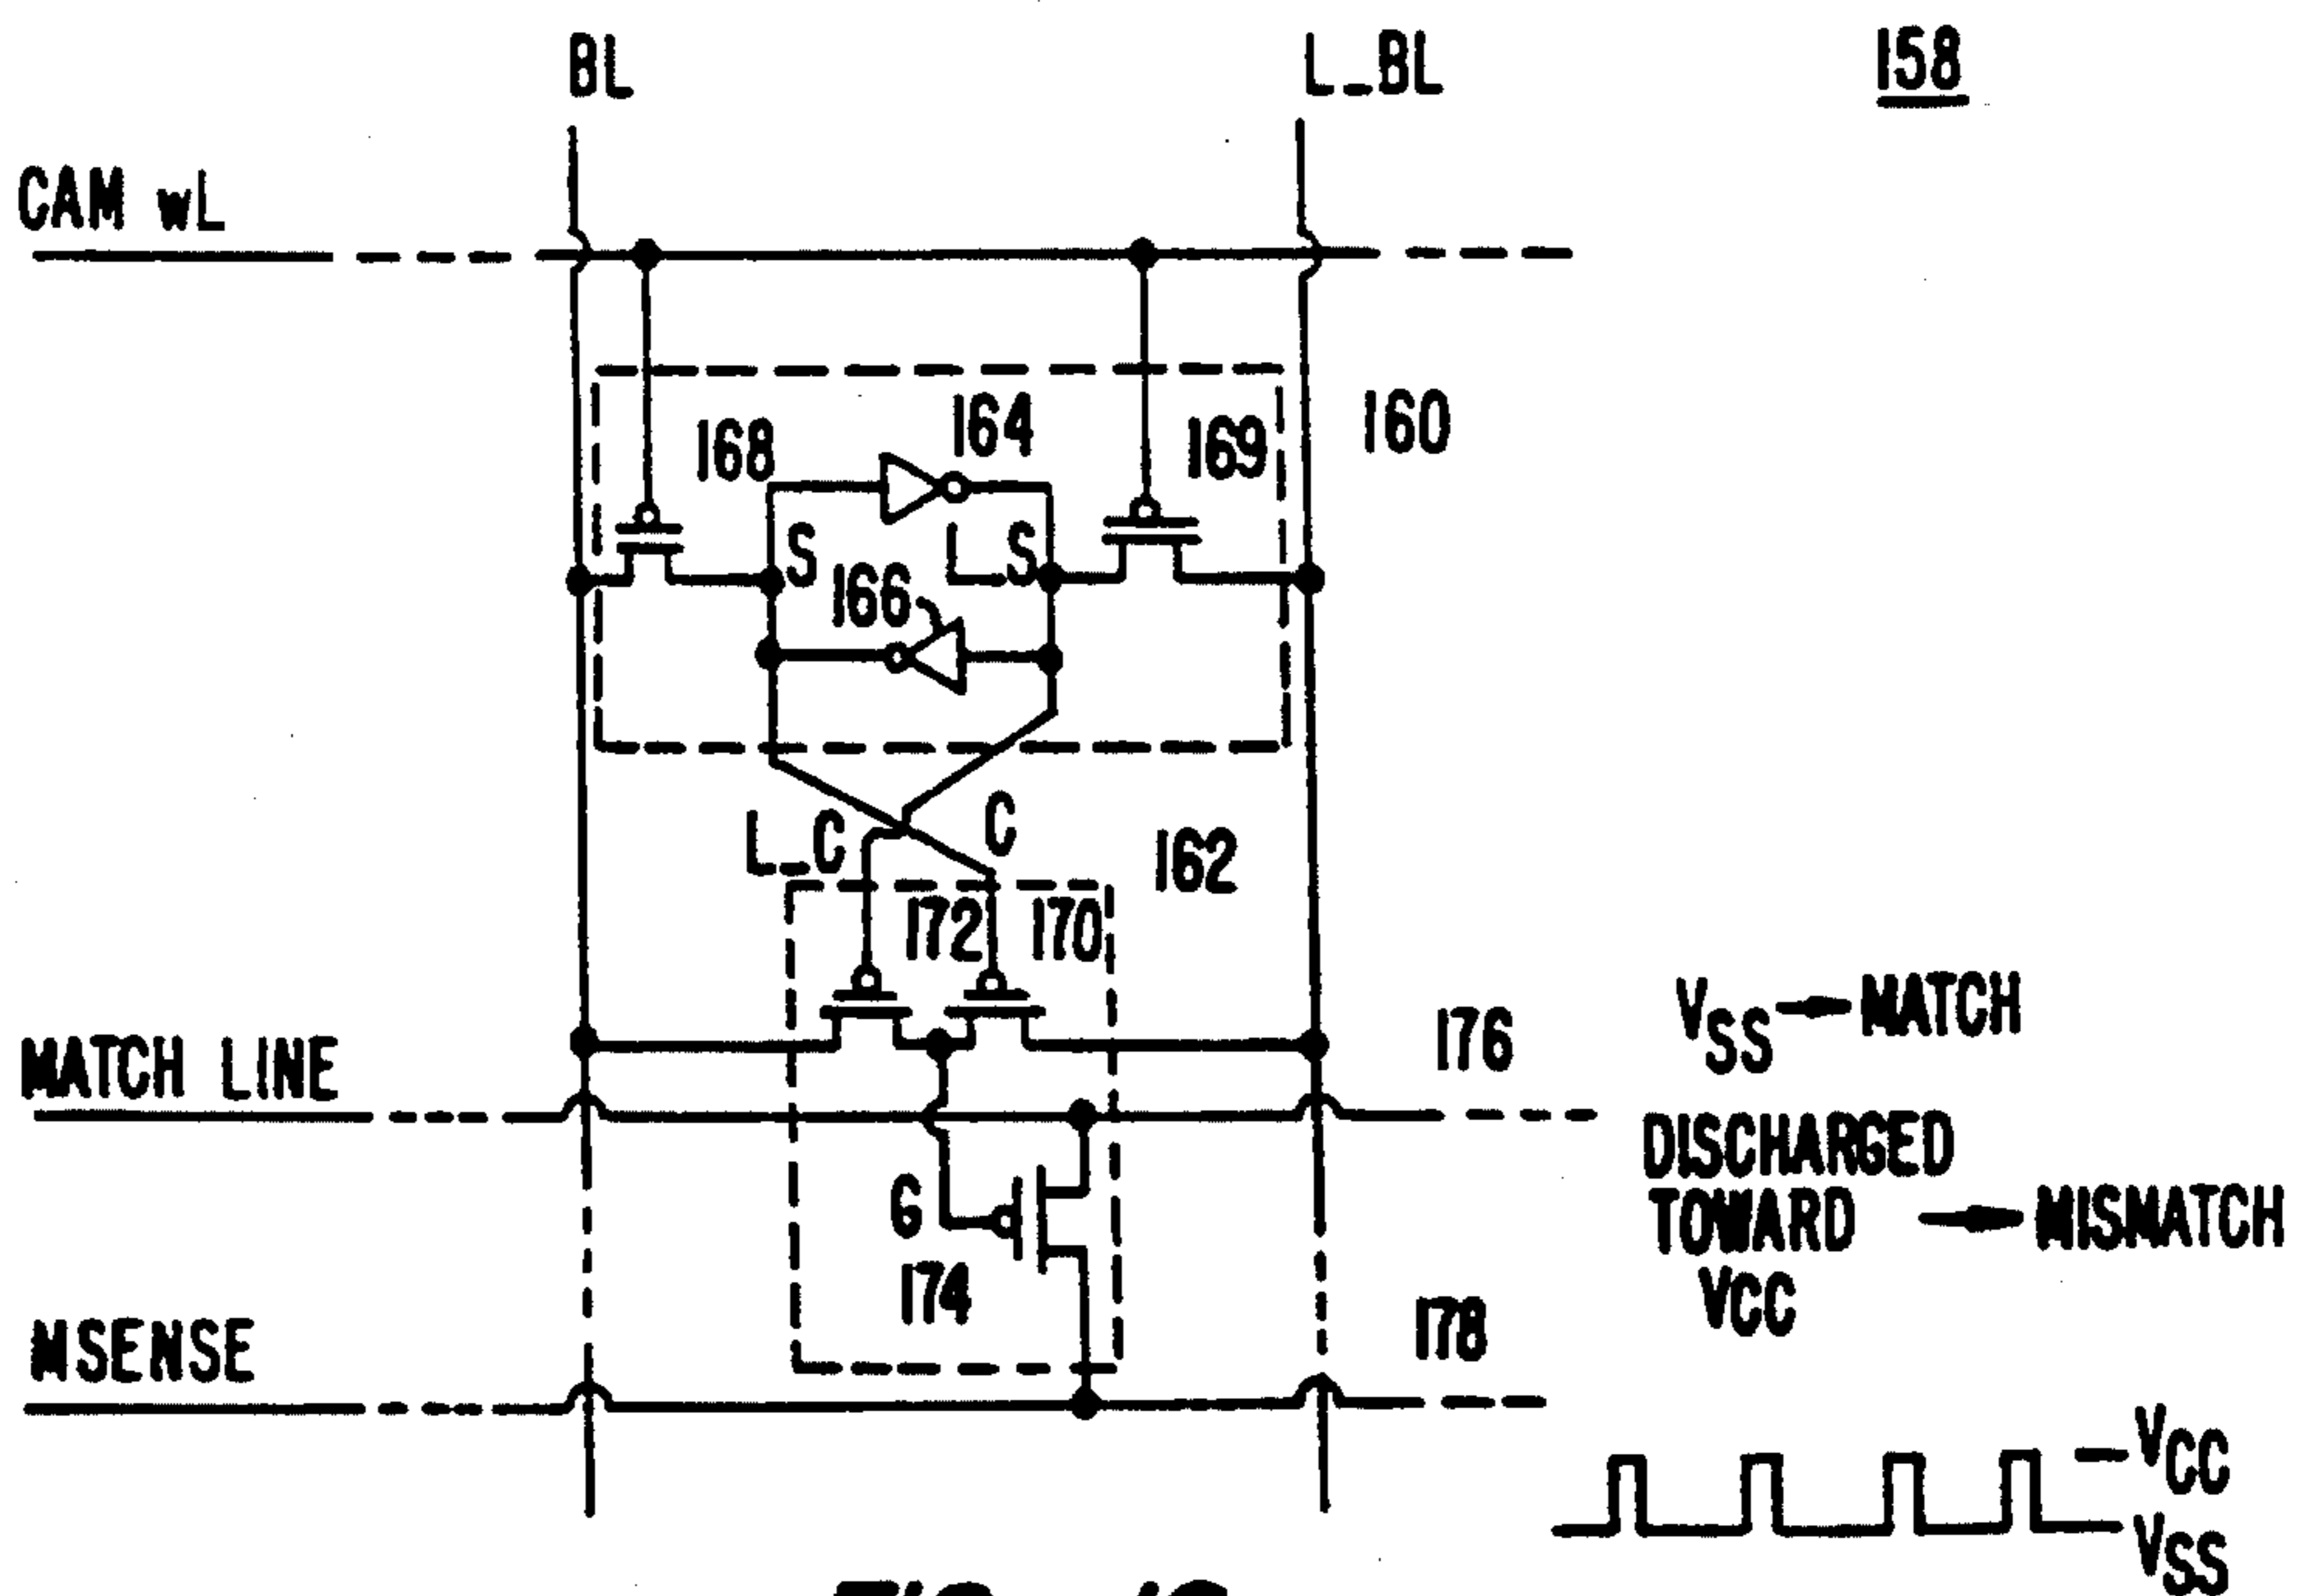 BL
L_BL
158
CAM wL
168
164
169
160
S
L_S
166
L_C
C
162
172
170
176
VSS MATCH
MATCH LINE
DISCHARGED
TOWARD MISMATCH
VCC
G
174
178
MSENSE
VCC
VSS